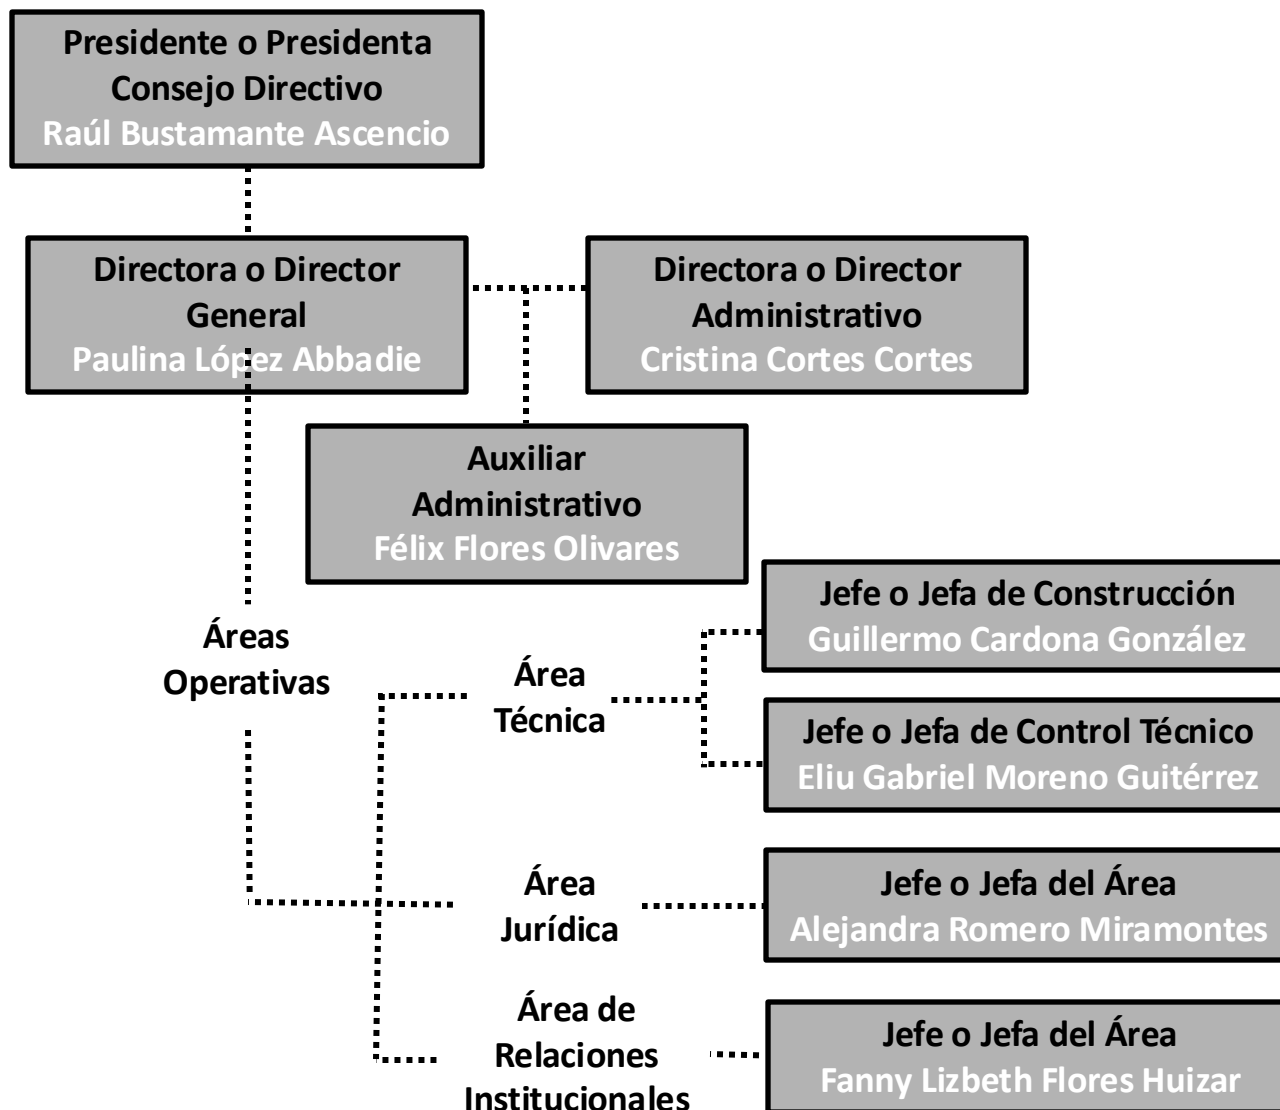 Presidente o Presidenta
Consejo Directivo
Raúl Bustamante Ascencio
Directora o Director
General
Paulina López Abbadie
Directora o Director
Administrativo
Cristina Cortes Cortes
Auxiliar
Administrativo
Félix Flores Olivares
Áreas
Operativas
Área
Técnica
Jefe o Jefa de Construcción
Guillermo Cardona González
Jefe o Jefa de Control Técnico
Eliu Gabriel Moreno Guitérrez
Área
Jurídica
Jefe o Jefa del Área
Alejandra Romero Miramontes
Área de
Relaciones
Institucionales
Jefe o Jefa del Área
Fanny Lizbeth Flores Huizar